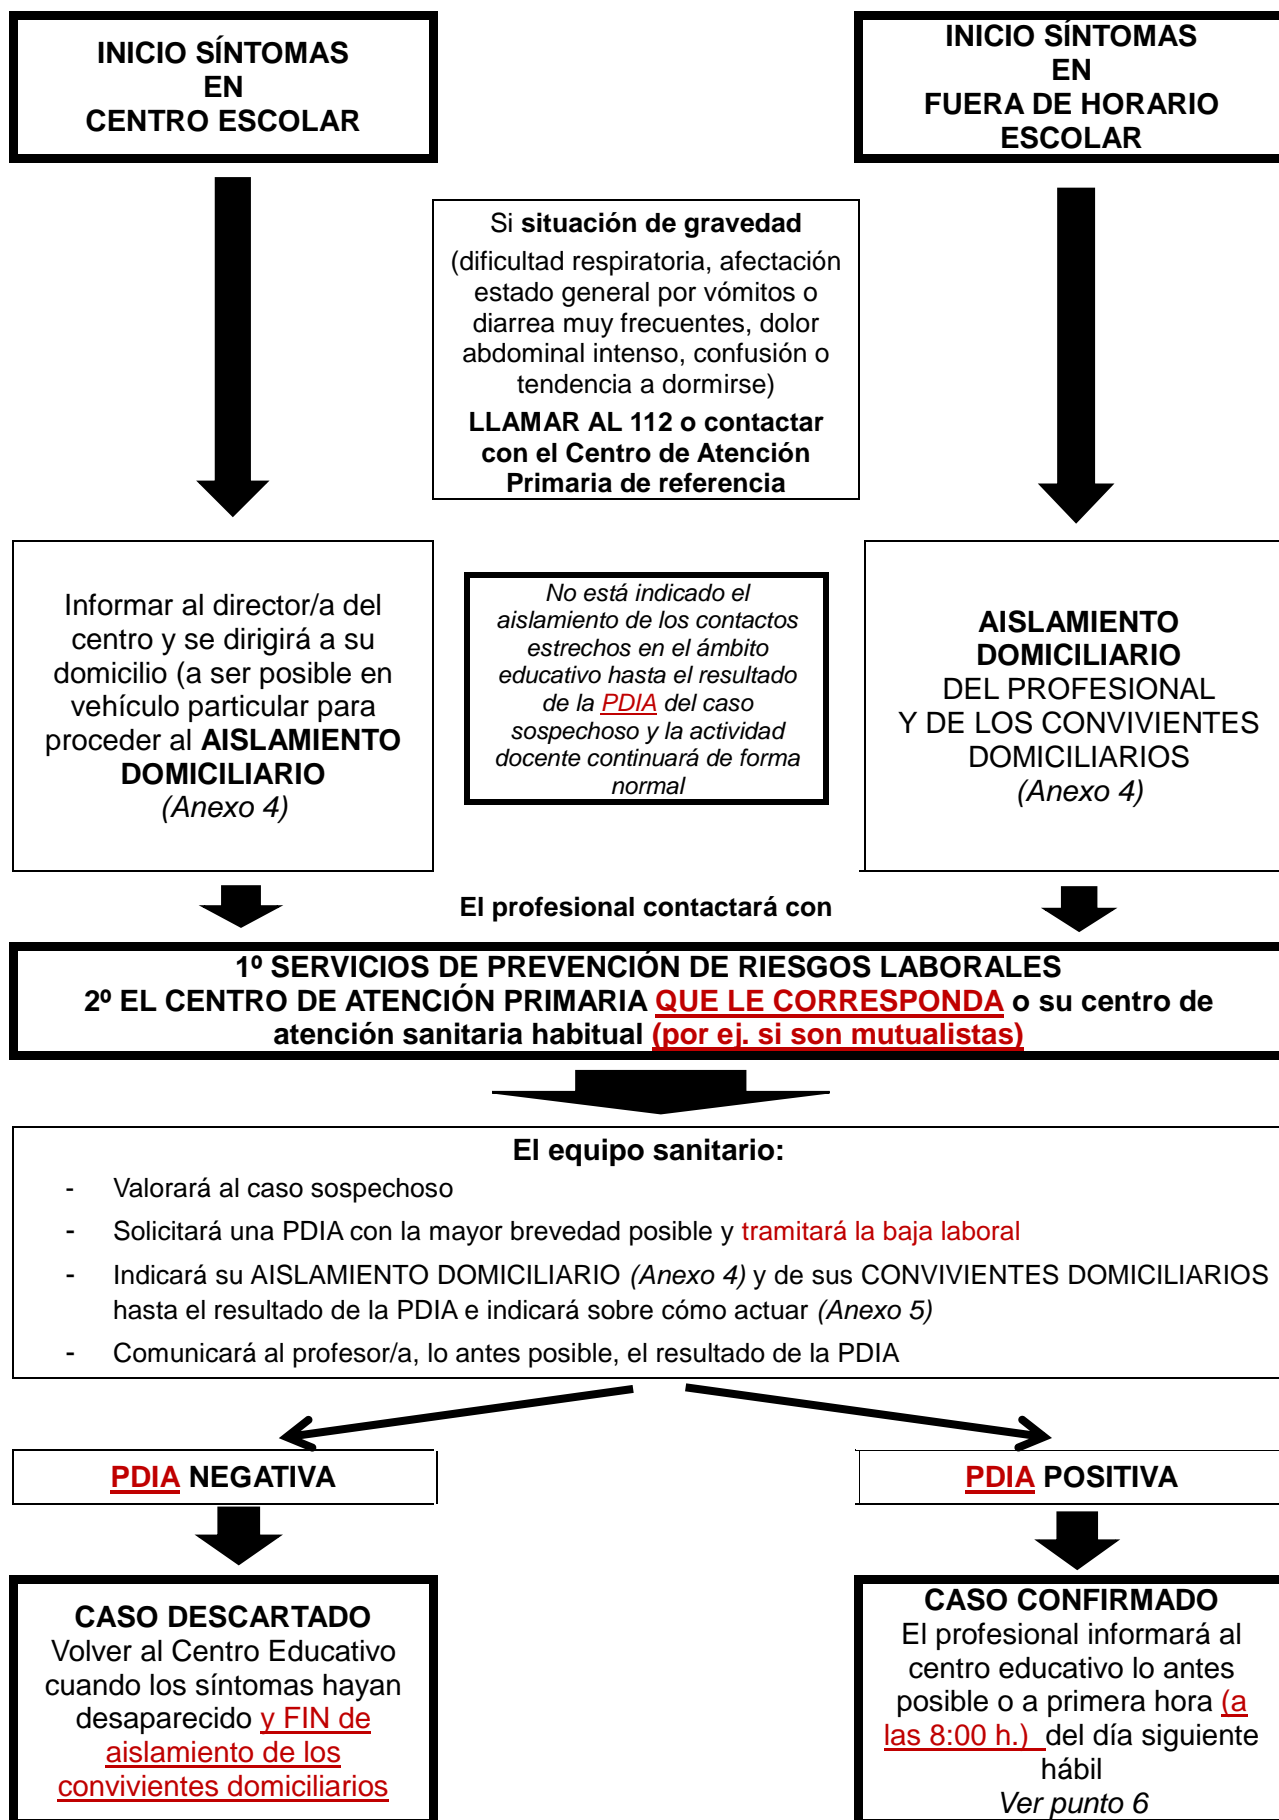 INICIO SÍNTOMAS
EN
CENTRO ESCOLAR
INICIO SÍNTOMAS
EN
FUERA DE HORARIO
ESCOLAR
Si situación de gravedad
(dificultad respiratoria, afectación
estado general por vómitos o
diarrea muy frecuentes, dolor
abdominal intenso, confusión o
tendencia a dormirse)
LLAMAR AL 112 o contactar
con el Centro de Atención
Primaria de referencia
Informar al director/a del
centro y se dirigirá a su
domicilio (a ser posible en
vehículo particular para
proceder al AISLAMIENTO
DOMICILIARIO
(Anexo 4)
No está indicado el
aislamiento de los contactos
estrechos en el ámbito
educativo hasta el resultado
de la PDIA del caso
sospechoso y la actividad
docente continuará de forma
normal
AISLAMIENTO
DOMICILIARIO
DEL PROFESIONAL
Y DE LOS CONVIVIENTES
DOMICILIARIOS
(Anexo 4)
El profesional contactará con
1º SERVICIOS DE PREVENCIÓN DE RIESGOS LABORALES
2º EL CENTRO DE ATENCIÓN PRIMARIA QUE LE CORRESPONDA o su centro de
atención sanitaria habitual (por ej. si son mutualistas)
El equipo sanitario:
- Valorará al caso sospechoso
- Solicitará una PDIA con la mayor brevedad posible y tramitará la baja laboral
- Indicará su AISLAMIENTO DOMICILIARIO (Anexo 4) y de sus CONVIVIENTES DOMICILIARIOS
hasta el resultado de la PDIA e indicará sobre cómo actuar (Anexo 5)
- Comunicará al profesor/a, lo antes posible, el resultado de la PDIA
PDIA NEGATIVA
PDIA POSITIVA
CASO DESCARTADO
Volver al Centro Educativo
cuando los síntomas hayan
desaparecido y FIN de
aislamiento de los
convivientes domiciliarios
CASO CONFIRMADO
El profesional informará al
centro educativo lo antes
posible o a primera hora (a
las 8:00 h.) del día siguiente
hábil
Ver punto 6